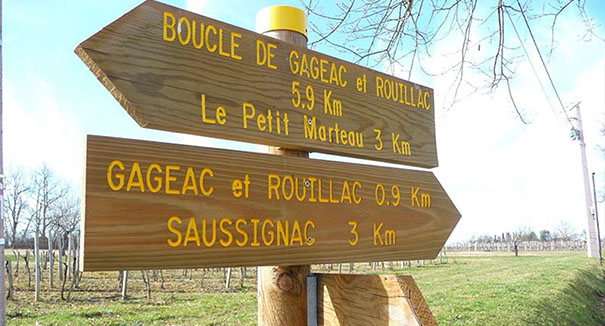 BOUCLE DE GAGEAC et ROUILLAC
5,9 Km
Le Petit Marteau 3 Km
GAGEAC et ROUILLAC 0.9 Km
SAUSSIGNAC 3 Km